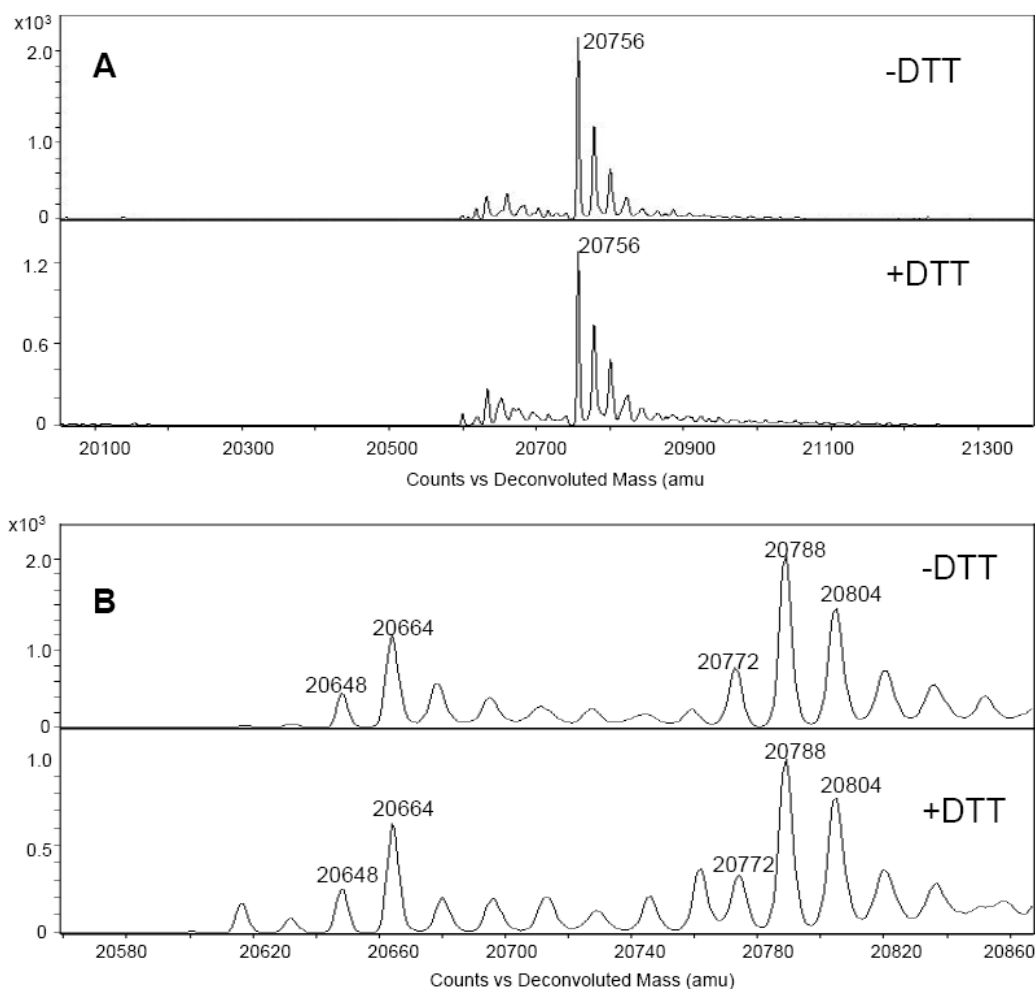 x10³
A
20756
-DTT
2.0
1.0
0
20756
+DTT
1.2
0.6
0
20100 20300 20500 20700 20900 21100 21300
Counts vs Deconvoluted Mass (amu
x10³
B
20788
-DTT
2.0
20804
20664
20772
1.0
20648
0
1.0
20788
20804
+DTT
20664
0.5
20648
20772
0
20580 20620 20660 20700 20740 20780 20820 20860
Counts vs Deconvoluted Mass (amu)